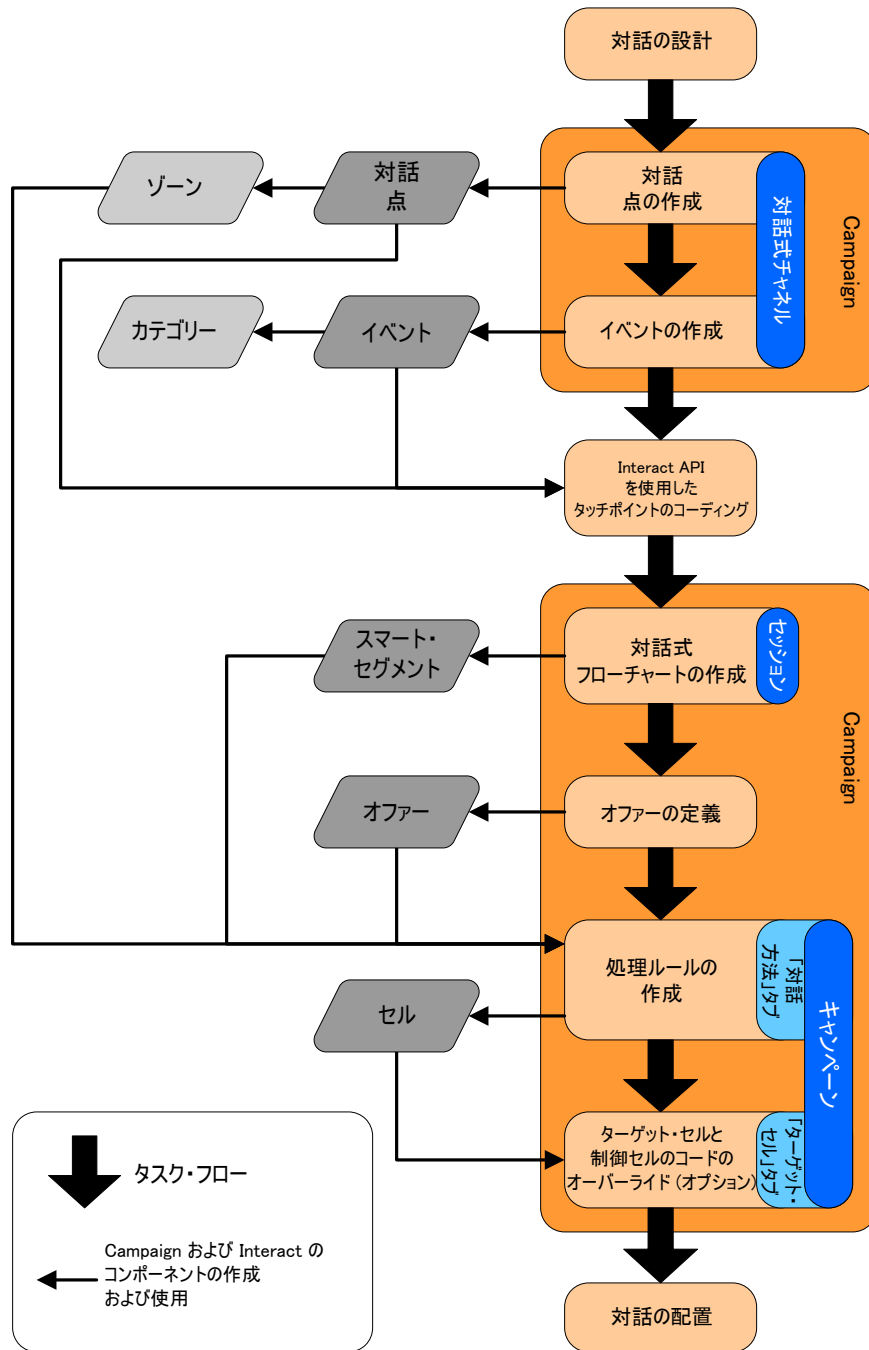 対話の設計
対話
点の作成
対話式チャネル
Campaign
対話
点
ゾーン
イベントの作成
イベント
カテゴリー
Interact API
を使用した
タッチポイントのコーディング
対話式
フローチャートの作成
セッション
Campaign
スマート・
セグメント
オファーの定義
オファー
処理ルールの
作成
「対話
方法」タブ
キャンペーン
セル
ターゲット・セルと
制御セルのコードの
オーバーライド (オプション)
「ターゲット・
セル」タブ
対話の配置
タスク・フロー
Campaign および Interact の
コンポーネントの作成
および使用